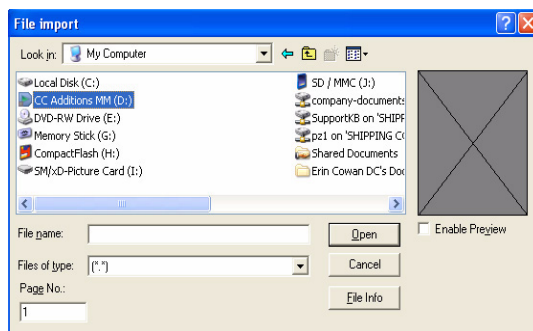 File import
Look in: My Computer
Local Disk (C:)
CC Additions MM (D:)
DVD-RW Drive (E:)
Memory Stick (G:)
CompactFlash (H:)
SM/xD-Picture Card (I:)
SD / MMC (J:)
company-documents
SupportKB on 'SHIPF
pz1 on 'SHIPPING CO
Shared Documents
Erin Cowan DC's Doc
File name:
Open
Enable Preview
Files of type: (*.*)
Cancel
Page No.:
1
File Info